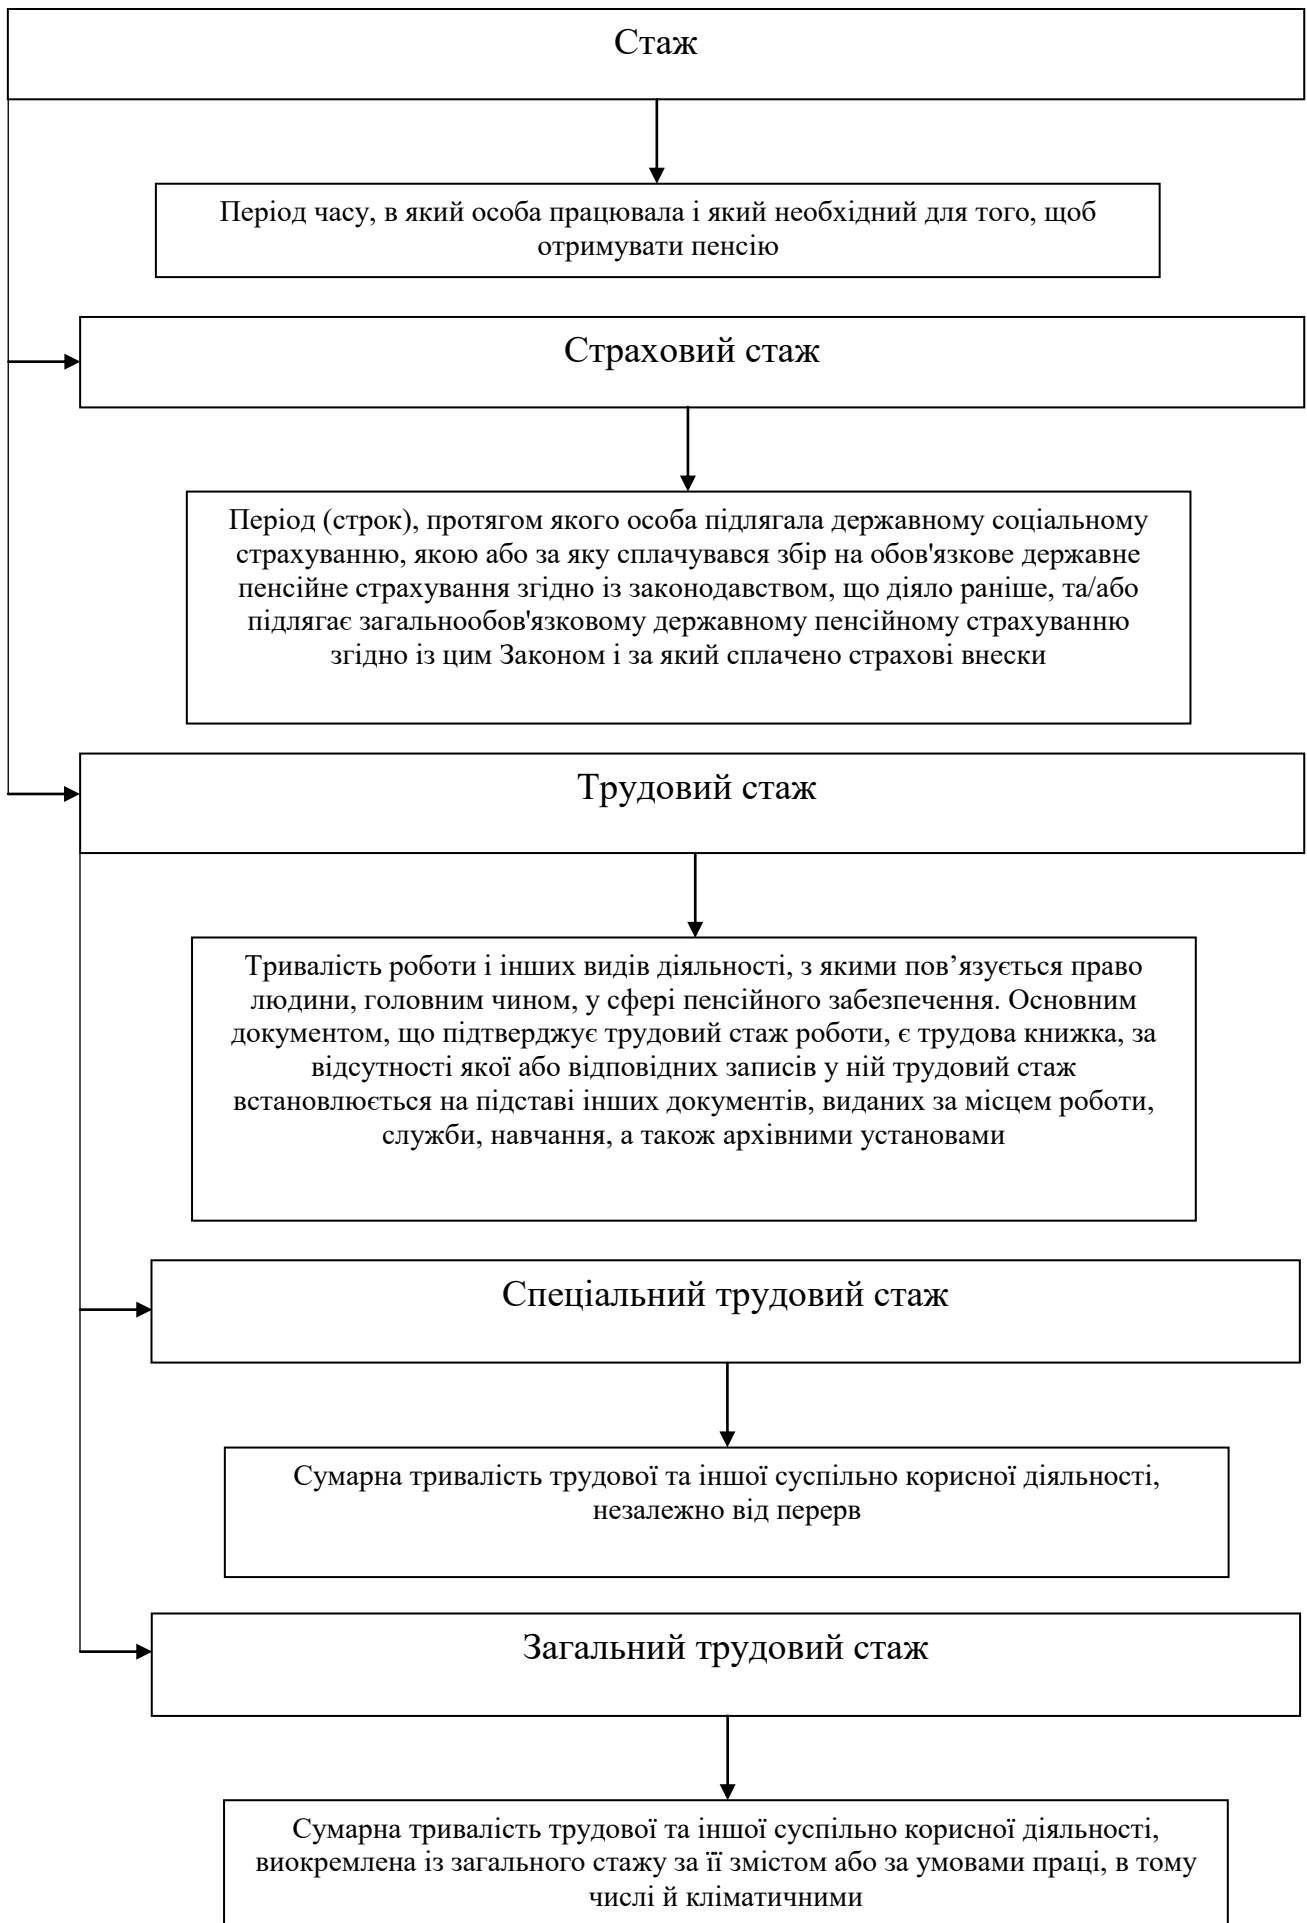 Стаж
Період часу, в який особа працювала і який необхідний для того, щоб
отримувати пенсію
Страховий стаж
Період (строк), протягом якого особа підлягала державному соціальному
страхуванню, якою або за яку сплачувався збір на обов'язкове державне
пенсійне страхування згідно із законодавством, що діяло раніше, та/або
підлягає загальнообов'язковому державному пенсійному страхуванню
згідно із цим Законом і за який сплачено страхові внески
Трудовий стаж
Тривалість роботи і інших видів діяльності, з якими пов’язується право
людини, головним чином, у сфері пенсійного забезпечення. Основним
документом, що підтверджує трудовий стаж роботи, є трудова книжка, за
відсутності якої або відповідних записів у ній трудовий стаж
встановлюється на підставі інших документів, виданих за місцем роботи,
служби, навчання, а також архівними установами
Спеціальний трудовий стаж
Сумарна тривалість трудової та іншої суспільно корисної діяльності,
незалежно від перерв
Загальний трудовий стаж
Сумарна тривалість трудової та іншої суспільно корисної діяльності,
виокремлена із загального стажу за її змістом або за умовами праці, в тому
числі й кліматичними